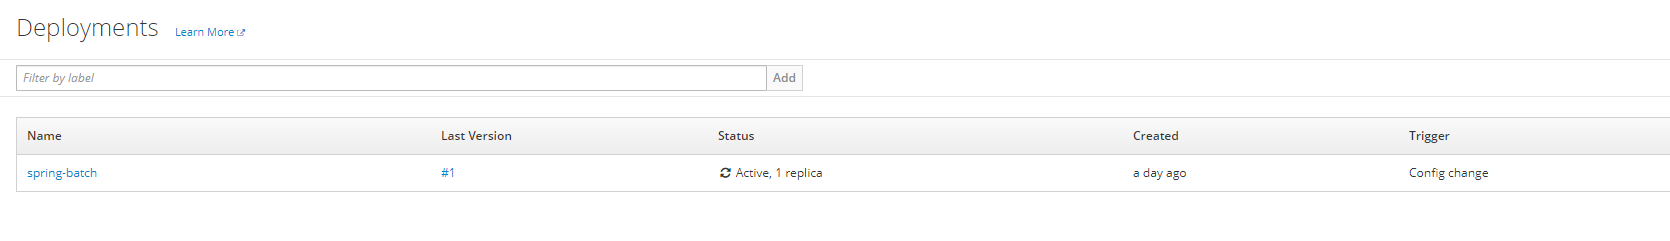 Deployments Learn More
Filter by label Add
Name Last Version Status Created Trigger
spring-batch #1 Active, 1 replica a day ago Config change